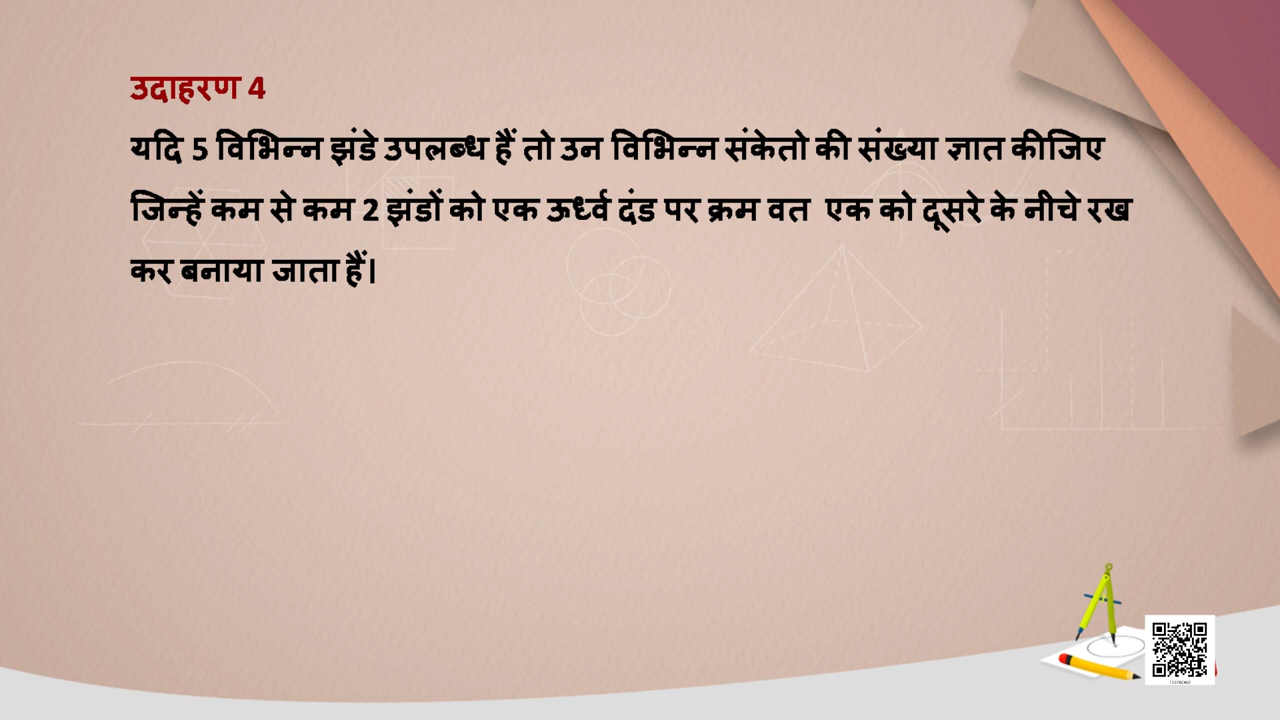 उदाहरण 4
यदि 5 विभिन्न झंडे उपलब्ध हैं तो उन विभिन्न संकेतो की संख्या ज्ञात कीजिए
जिन्हें कम से कम 2 झंडों को एक ऊर्ध्व दंड पर क्रम वत एक को दूसरे के नीचे रख
कर बनाया जाता हैं।